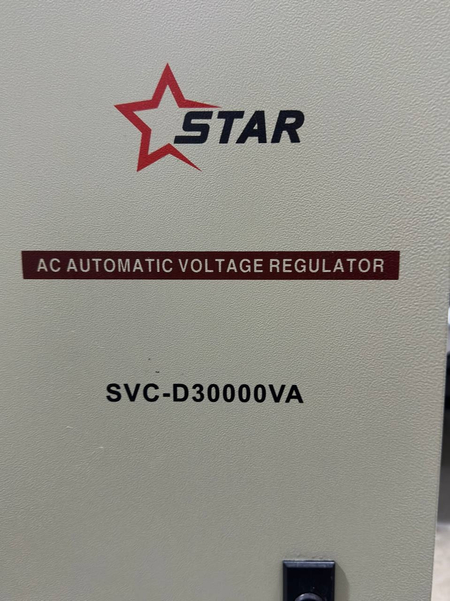 STAR
AC AUTOMATIC VOLTAGE REGULATOR
SVC-D30000VA